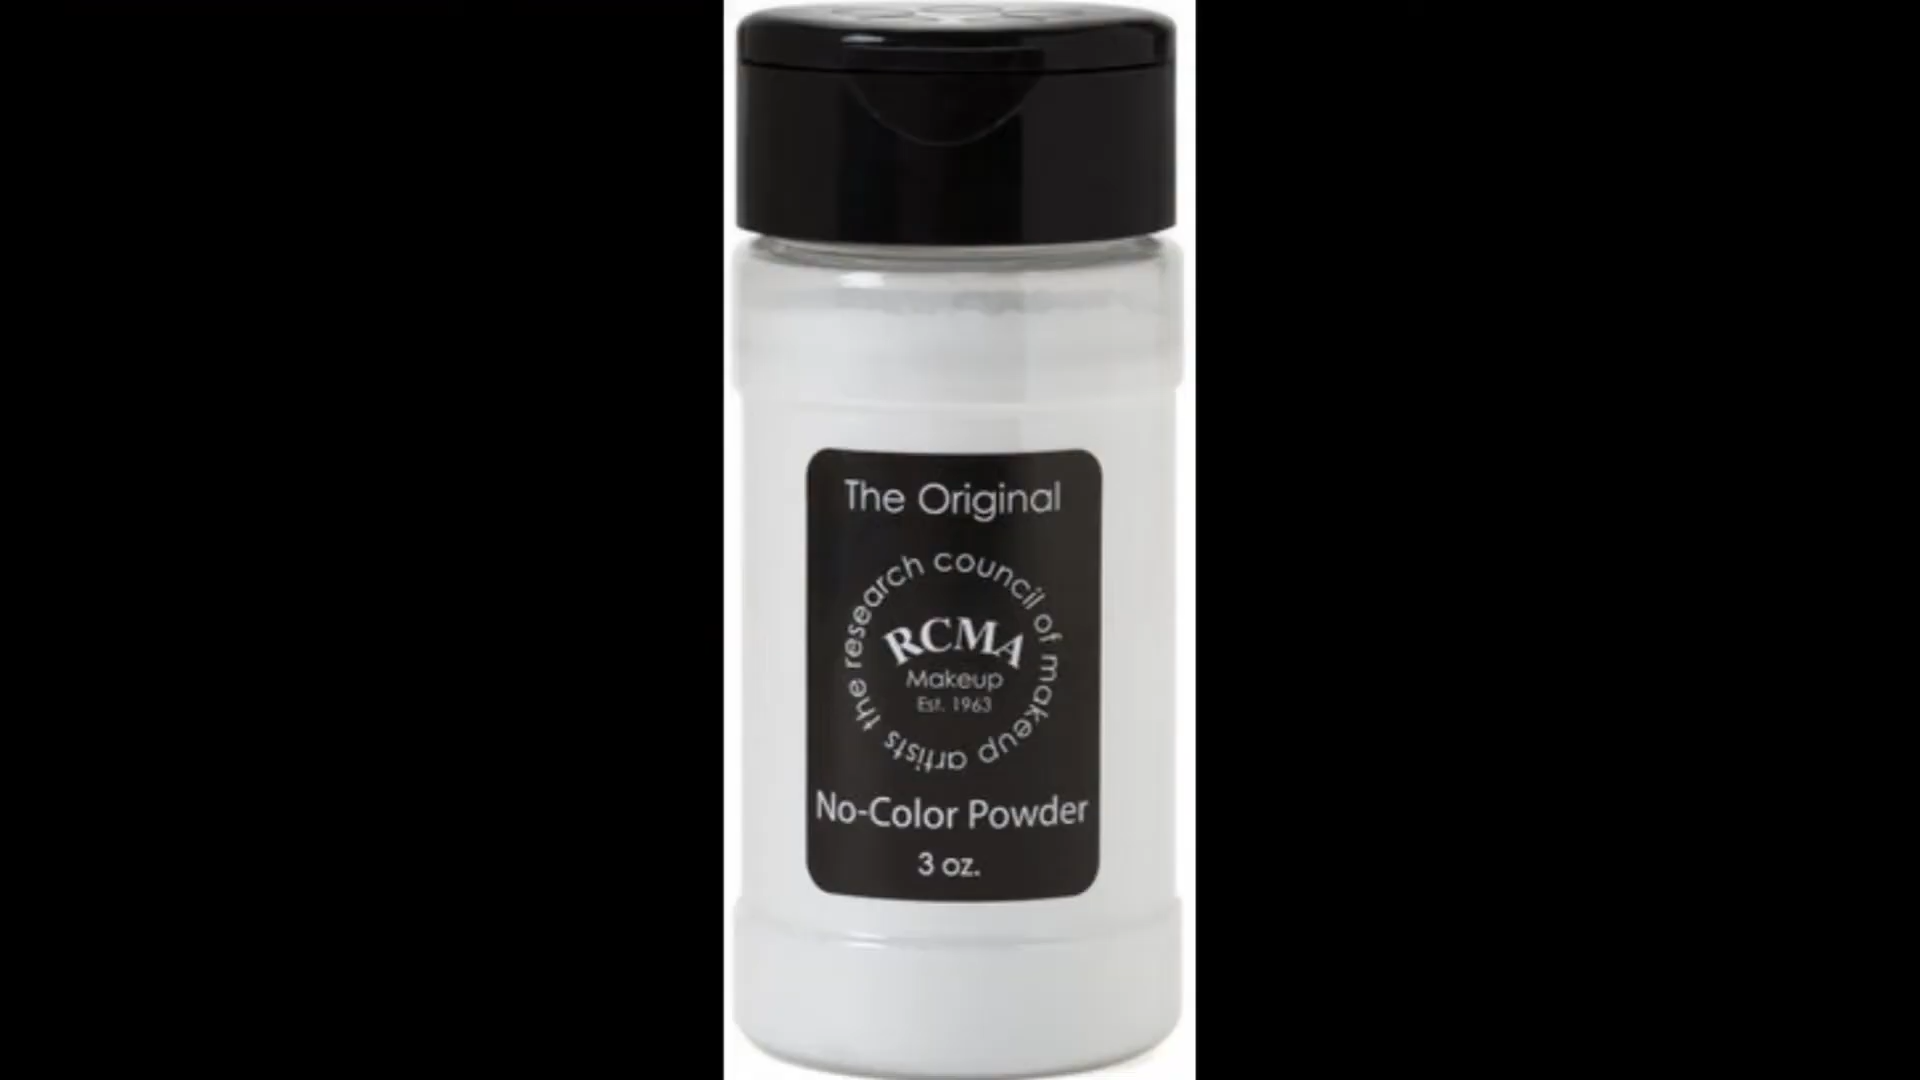 The Original
the research council of makeup artists
RCMA
Makeup
Est. 1963
No-Color Powder
3 oz.